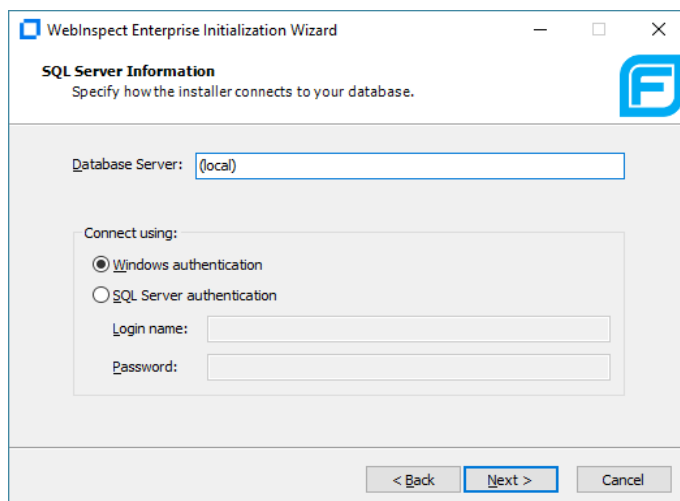 WebInspect Enterprise Initialization Wizard
SQL Server Information
Specify how the installer connects to your database.
Database Server: (local)
Connect using:
Windows authentication
SQL Server authentication
Login name:
Password:
< Back Next > Cancel